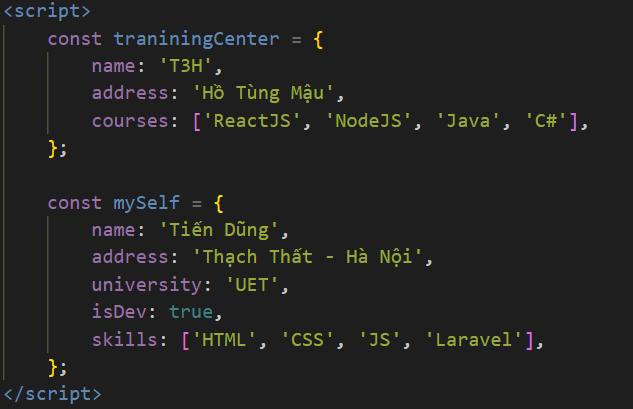 <script>
const traniningCenter = {
name: 'T3H',
address: 'Hồ Tùng Mậu',
courses: ['ReactJS', 'NodeJS', 'Java', 'C#'],
};
const mySelf = {
name: 'Tiến Dũng',
address: 'Thạch Thất - Hà Nội',
university: 'UET',
isDev: true,
skills: ['HTML', 'CSS', 'JS', 'Laravel'],
};
</script>